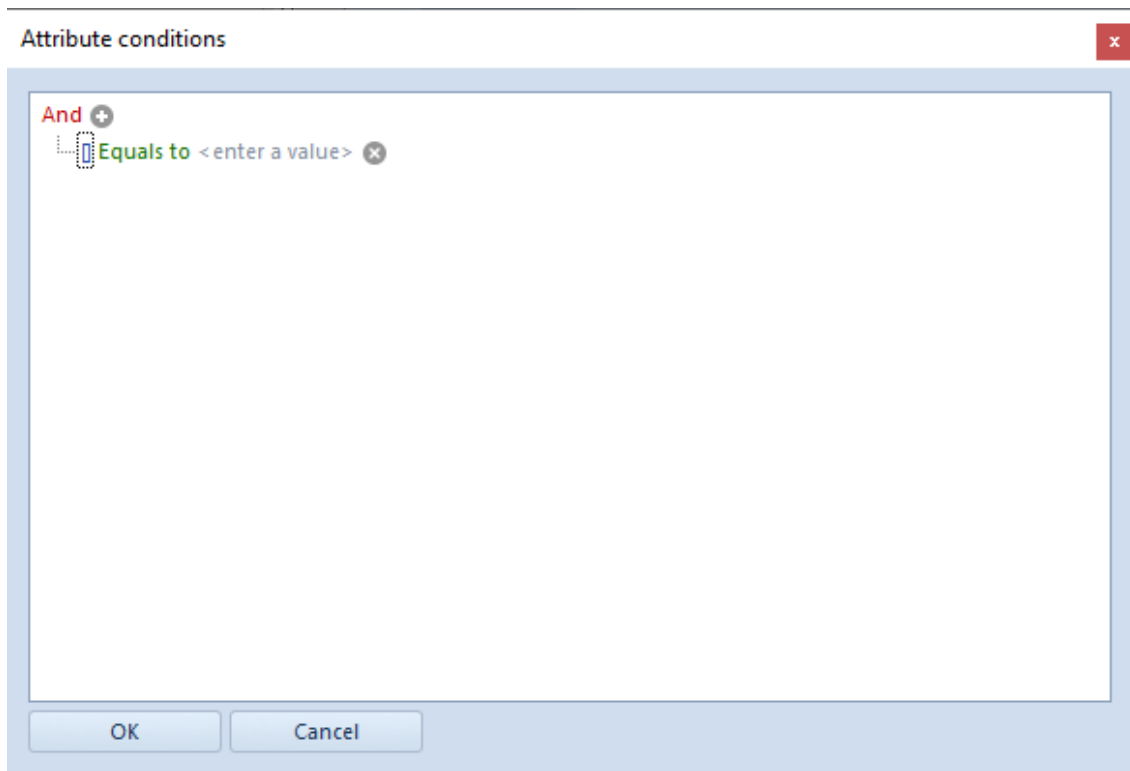 Attribute conditions
x
And
[] Equals to <enter a value>
OK
Cancel